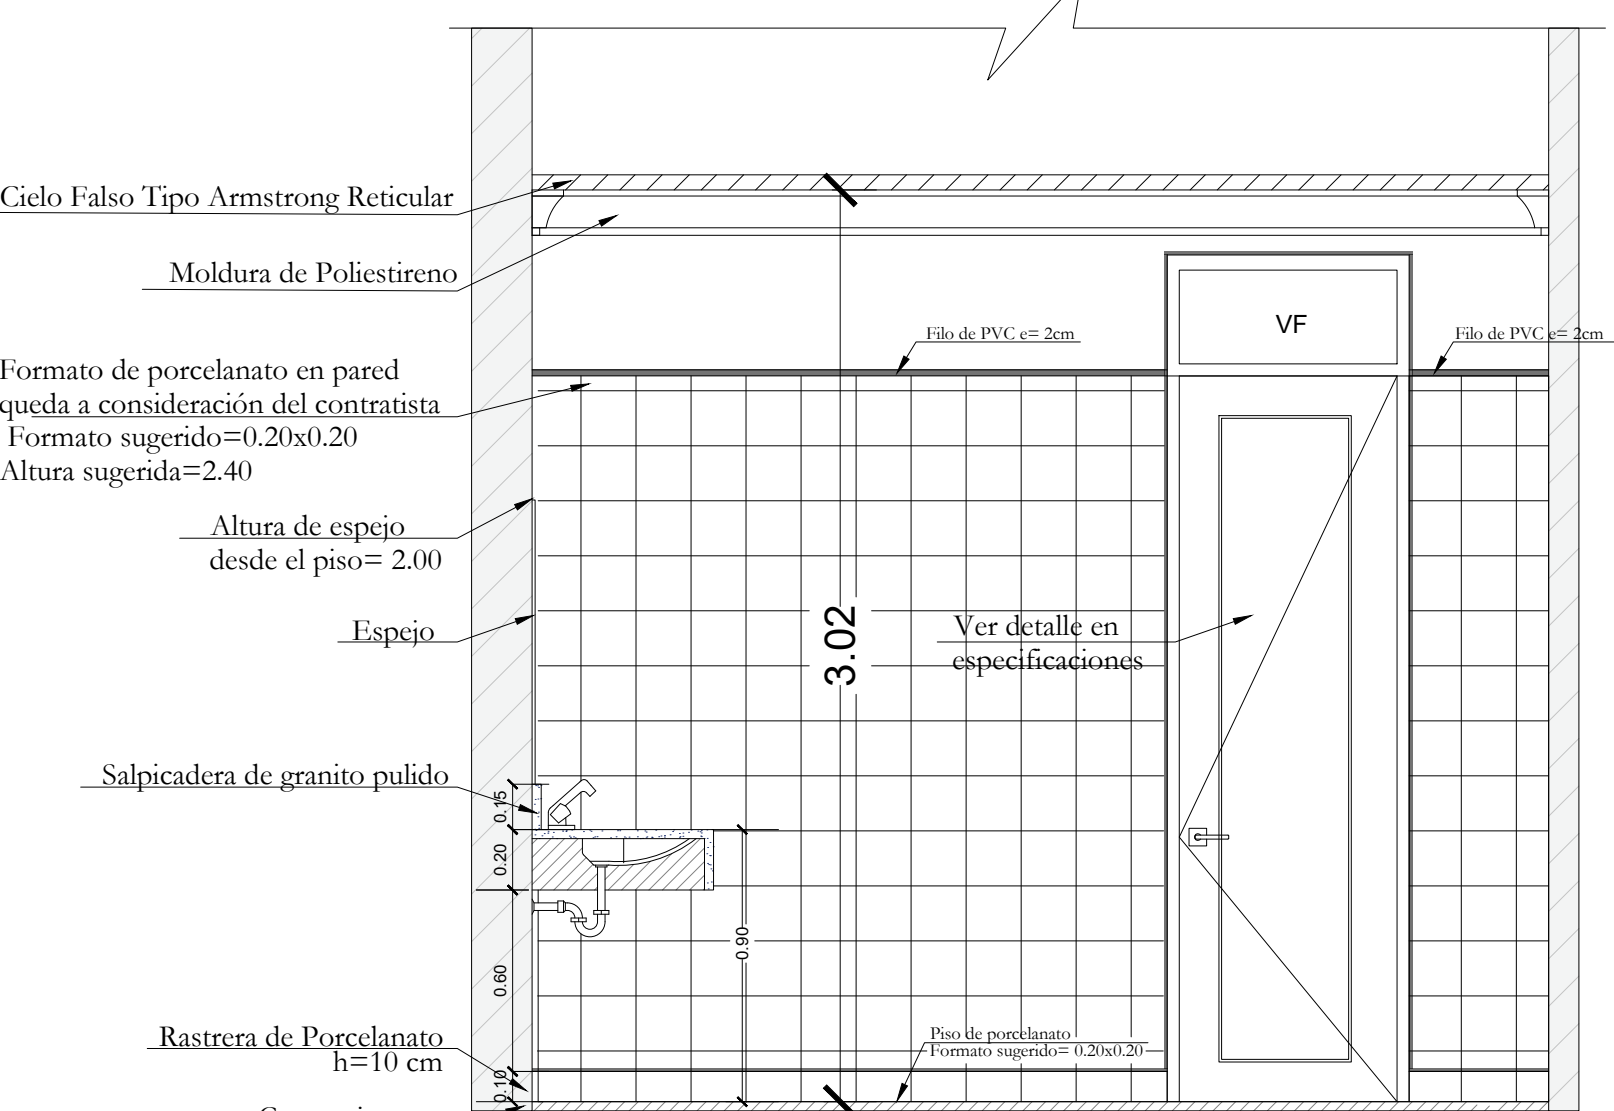 Cielo Falso Tipo Armstrong Reticular
Moldura de Poliestireno
VF
Filo de PVC e= 2cm
Filo de PVC e= 2cm
Formato de porcelanato en pared
queda a consideración del contratista
Formato sugerido=0.20x0.20
Altura sugerida=2.40
Altura de espejo
desde el piso= 2.00
Espejo
3.02
Ver detalle en
especificaciones
Salpicadera de granito pulido
0.15
0.20
0.90
0.60
Rastrera de Porcelanato
h=10 cm
Piso de porcelanato
Formato sugerido= 0.20x0.20
0.10